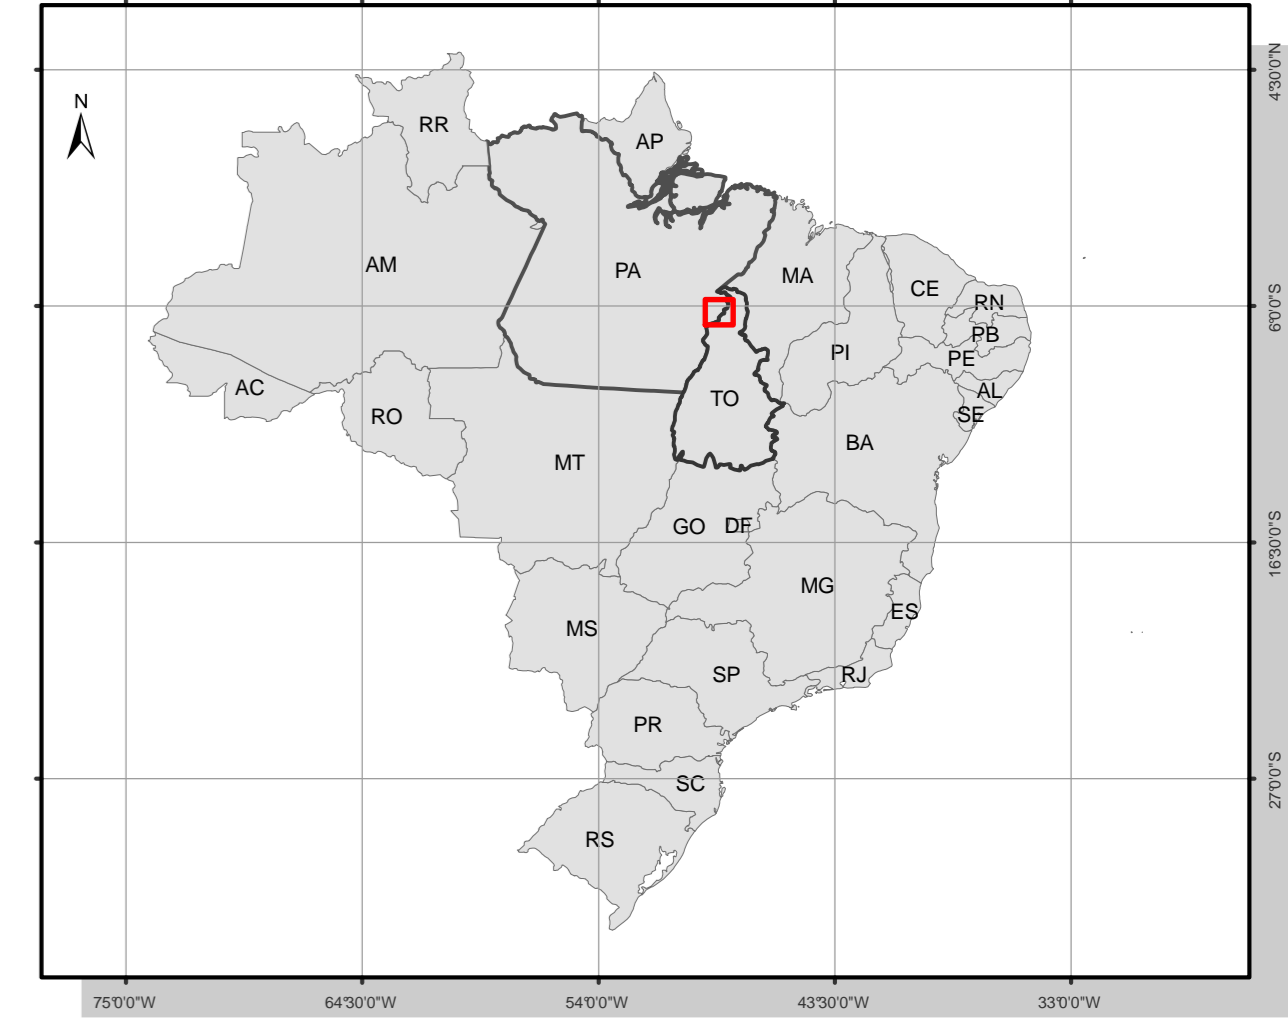 4°30'0"N
N
RR
AP
AM
PA
MA
CE
RN
6°0'0"S
PB
PI
PE
AC
AL
TO
RO
SE
BA
MT
GO
DF
16°30'0"S
MG
ES
MS
SP
RJ
PR
SC
27°0'0"S
RS
75°0'0"W 64°30'0"W 54°0'0"W 43°30'0"W 33°0'0"W